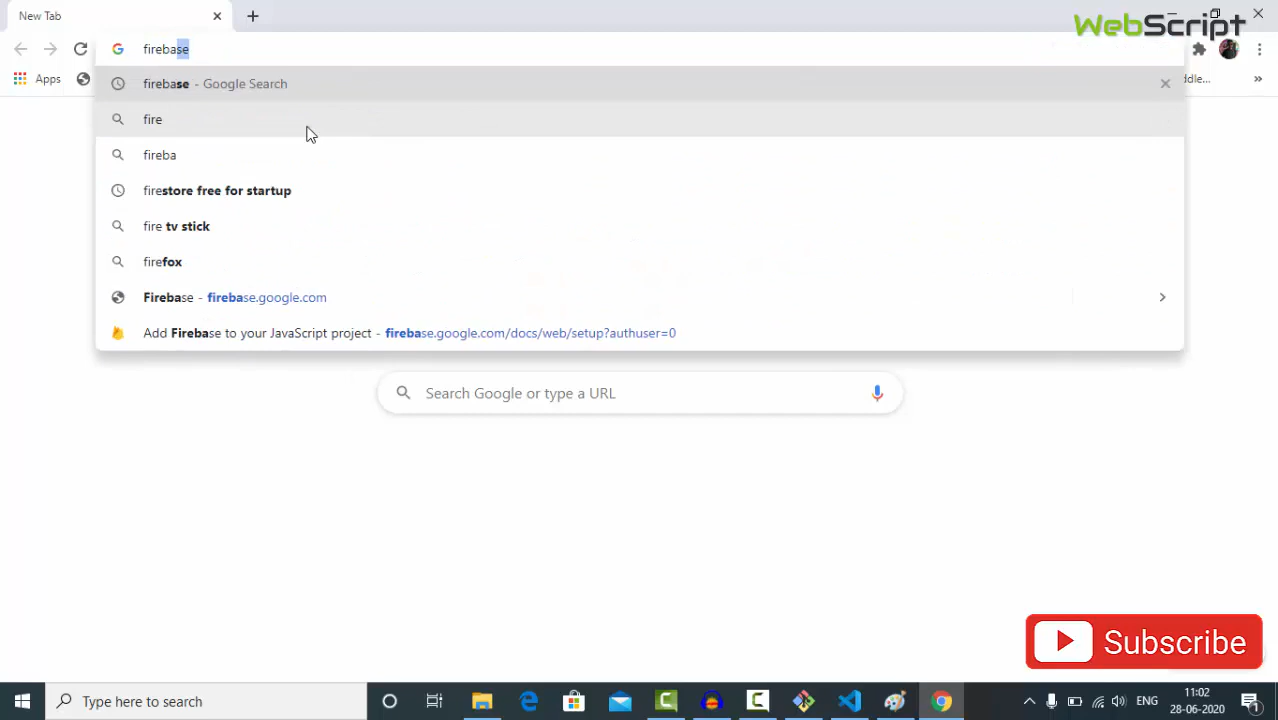 New Tab
WebScript
firebase
Apps
ddle...
firebase - Google Search
fire
fireba
firestore free for startup
fire tv stick
firefox
Firebase - firebase.google.com
Add Firebase to your JavaScript project - firebase.google.com/docs/web/setup?authuser=0
Search Google or type a URL
Subscribe
Type here to search
ENG
11:02
28-06-2020
1